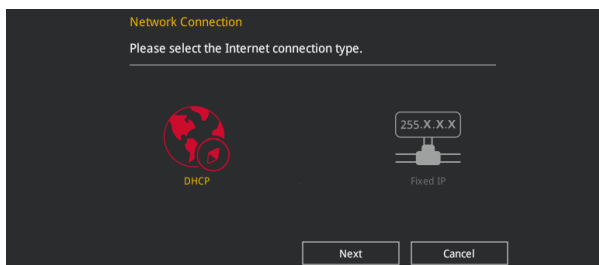 Network Connection
Please select the Internet connection type.
255.X.X.X
DHCP
Fixed IP
Next
Cancel